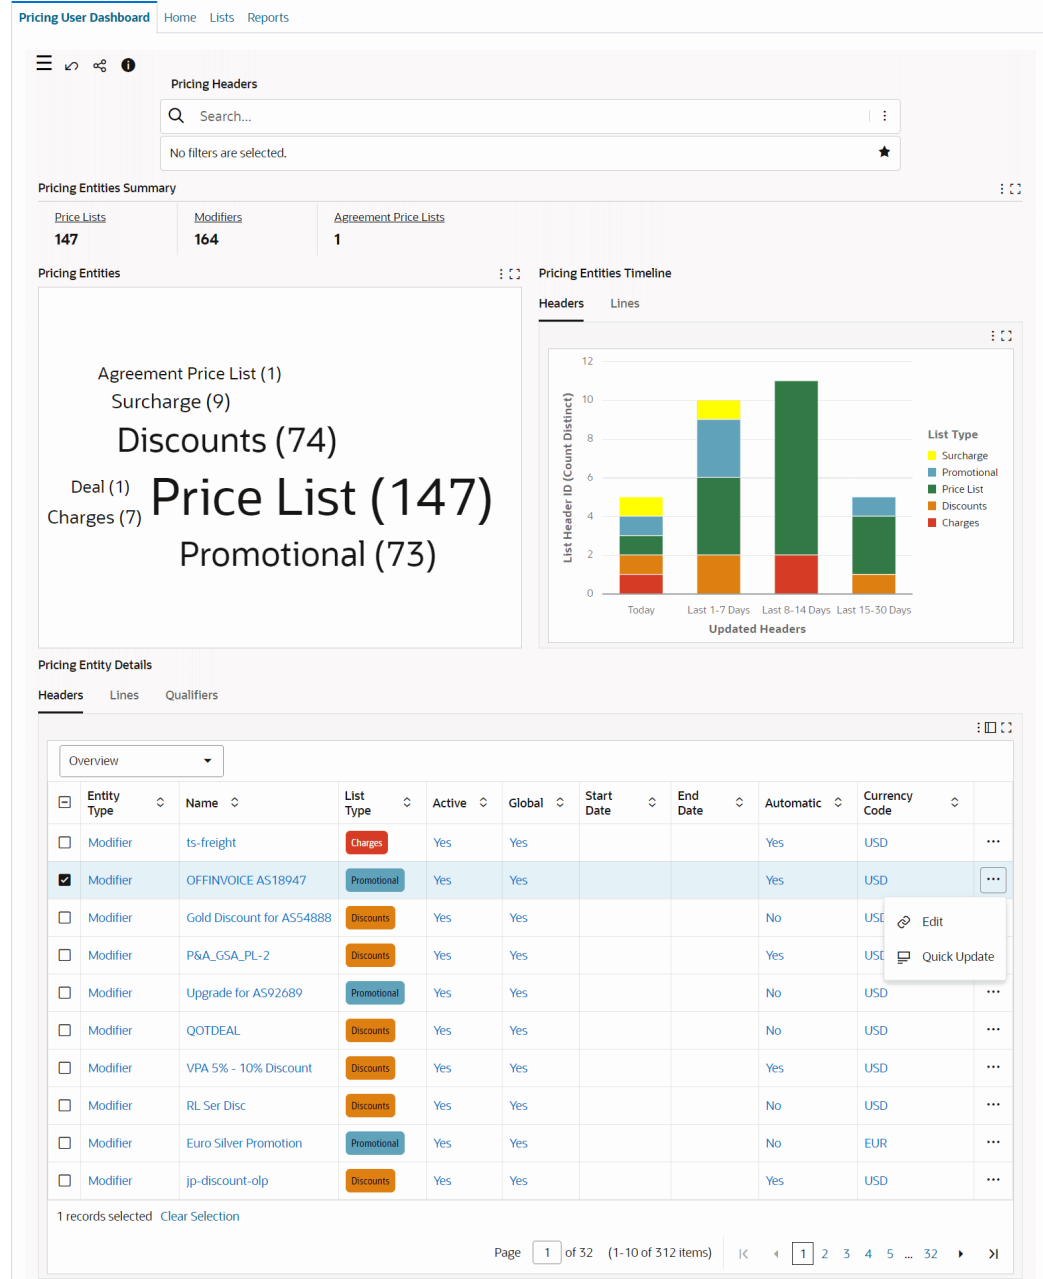 Pricing User Dashboard Home Lists Reports
Pricing Headers
Search...
No filters are selected.
Pricing Entities Summary
Price Lists Modifiers Agreement Price Lists
147 164 1
Pricing Entities
Agreement Price List (1)
Surcharge (9)
Discounts (74)
Deal (1)
Price List (147)
Charges (7)
Promotional (73)
Pricing Entities Timeline
Headers Lines
List Header ID (Count Distinct)
12
10
8
6
4
2
0
Today Last 1-7 Days Last 8-14 Days Last 15-30 Days
Updated Headers
List Type
Surcharge
Promotional
Price List
Discounts
Charges
Pricing Entity Details
Headers Lines Qualifiers
Overview
Entity Type Name List Type Active Global Start Date End Date Automatic Currency Code
Modifier ts-freight Charges Yes Yes Yes USD ...
Modifier OFFINVOICE AS18947 Promotional Yes Yes Yes USD ...
Modifier Gold Discount for AS54888 Discounts Yes Yes No USD
Edit
Modifier P&A_GSA_PL-2 Discounts Yes Yes Yes USD
Quick Update
Modifier Upgrade for AS92689 Promotional Yes Yes No USD ...
Modifier QOTDEAL Discounts Yes Yes No USD ...
Modifier VPA 5% - 10% Discount Discounts Yes Yes Yes USD ...
Modifier RL Ser Disc Discounts Yes Yes No USD ...
Modifier Euro Silver Promotion Promotional Yes Yes No EUR ...
Modifier jp-discount-olp Discounts Yes Yes Yes USD ...
1 records selected Clear Selection
Page 1 of 32 (1-10 of 312 items) 1 2 3 4 5 ... 32